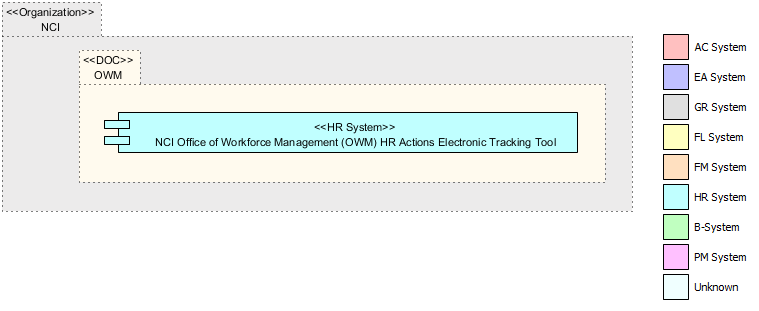 <<Organization>>
NCI
<<DOC>>
OWM
<<HR System>>
NCI Office of Workforce Management (OWM) HR Actions Electronic Tracking Tool
AC System
EA System
GR System
FL System
FM System
HR System
B-System
PM System
Unknown